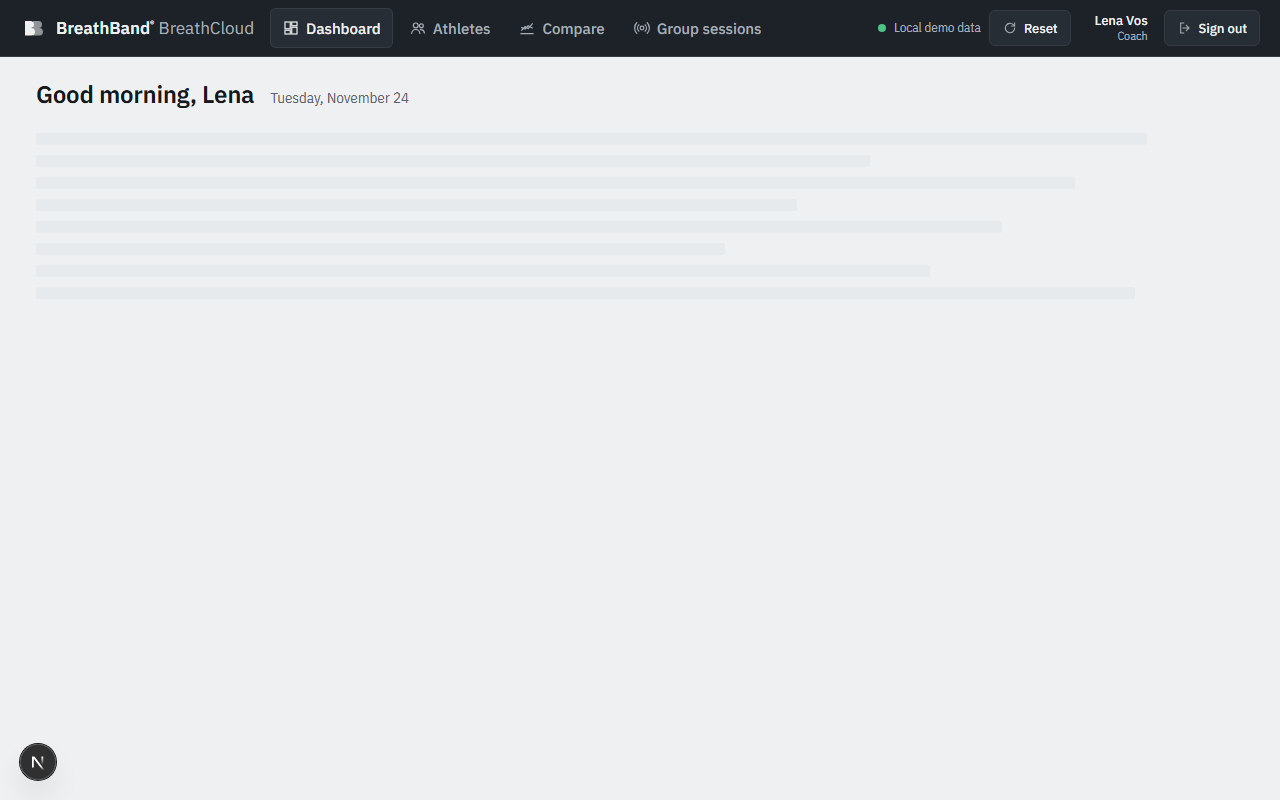 BreathBand® BreathCloud
Dashboard
Athletes
Compare
Group sessions
Local demo data
Reset
Lena Vos
Coach
Sign out
Good morning, Lena
Tuesday, November 24
N